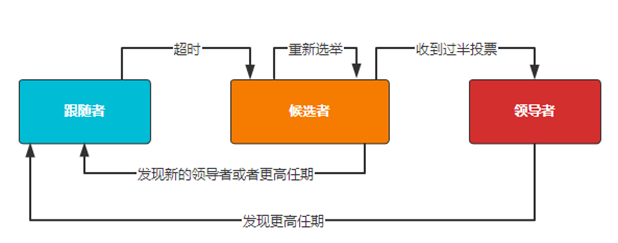 超时
重新选举
收到过半投票
跟随者
候选者
领导者
发现新的领导者或者更高任期
发现更高任期